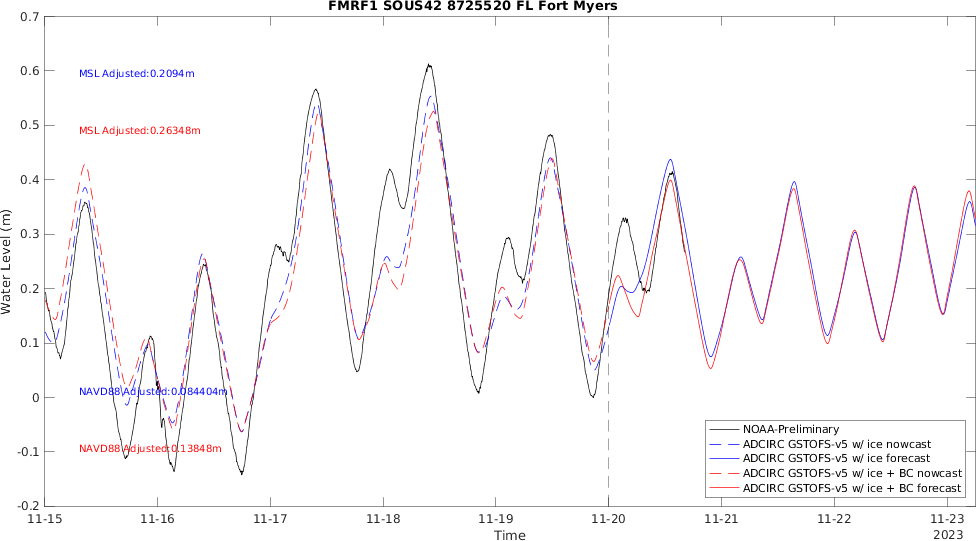 FMRF1 SOUS42 8725520 FL Fort Myers
0.7
0.6
0.5
0.4
0.3
0.2
0.1
0
-0.1
-0.2
Water Level (m)
MSL Adjusted:0.2094m
MSL Adjusted:0.26348m
NAVD88 Adjusted:0.084404m
NAVD88 Adjusted:0.13848m
NOAA-Preliminary
ADCIRC GSTOFS-v5 w/ ice nowcast
ADCIRC GSTOFS-v5 w/ ice forecast
ADCIRC GSTOFS-v5 w/ ice + BC nowcast
ADCIRC GSTOFS-v5 w/ ice + BC forecast
11-15 11-16 11-17 11-18 11-19 11-20 11-21 11-22 11-23
Time
2023